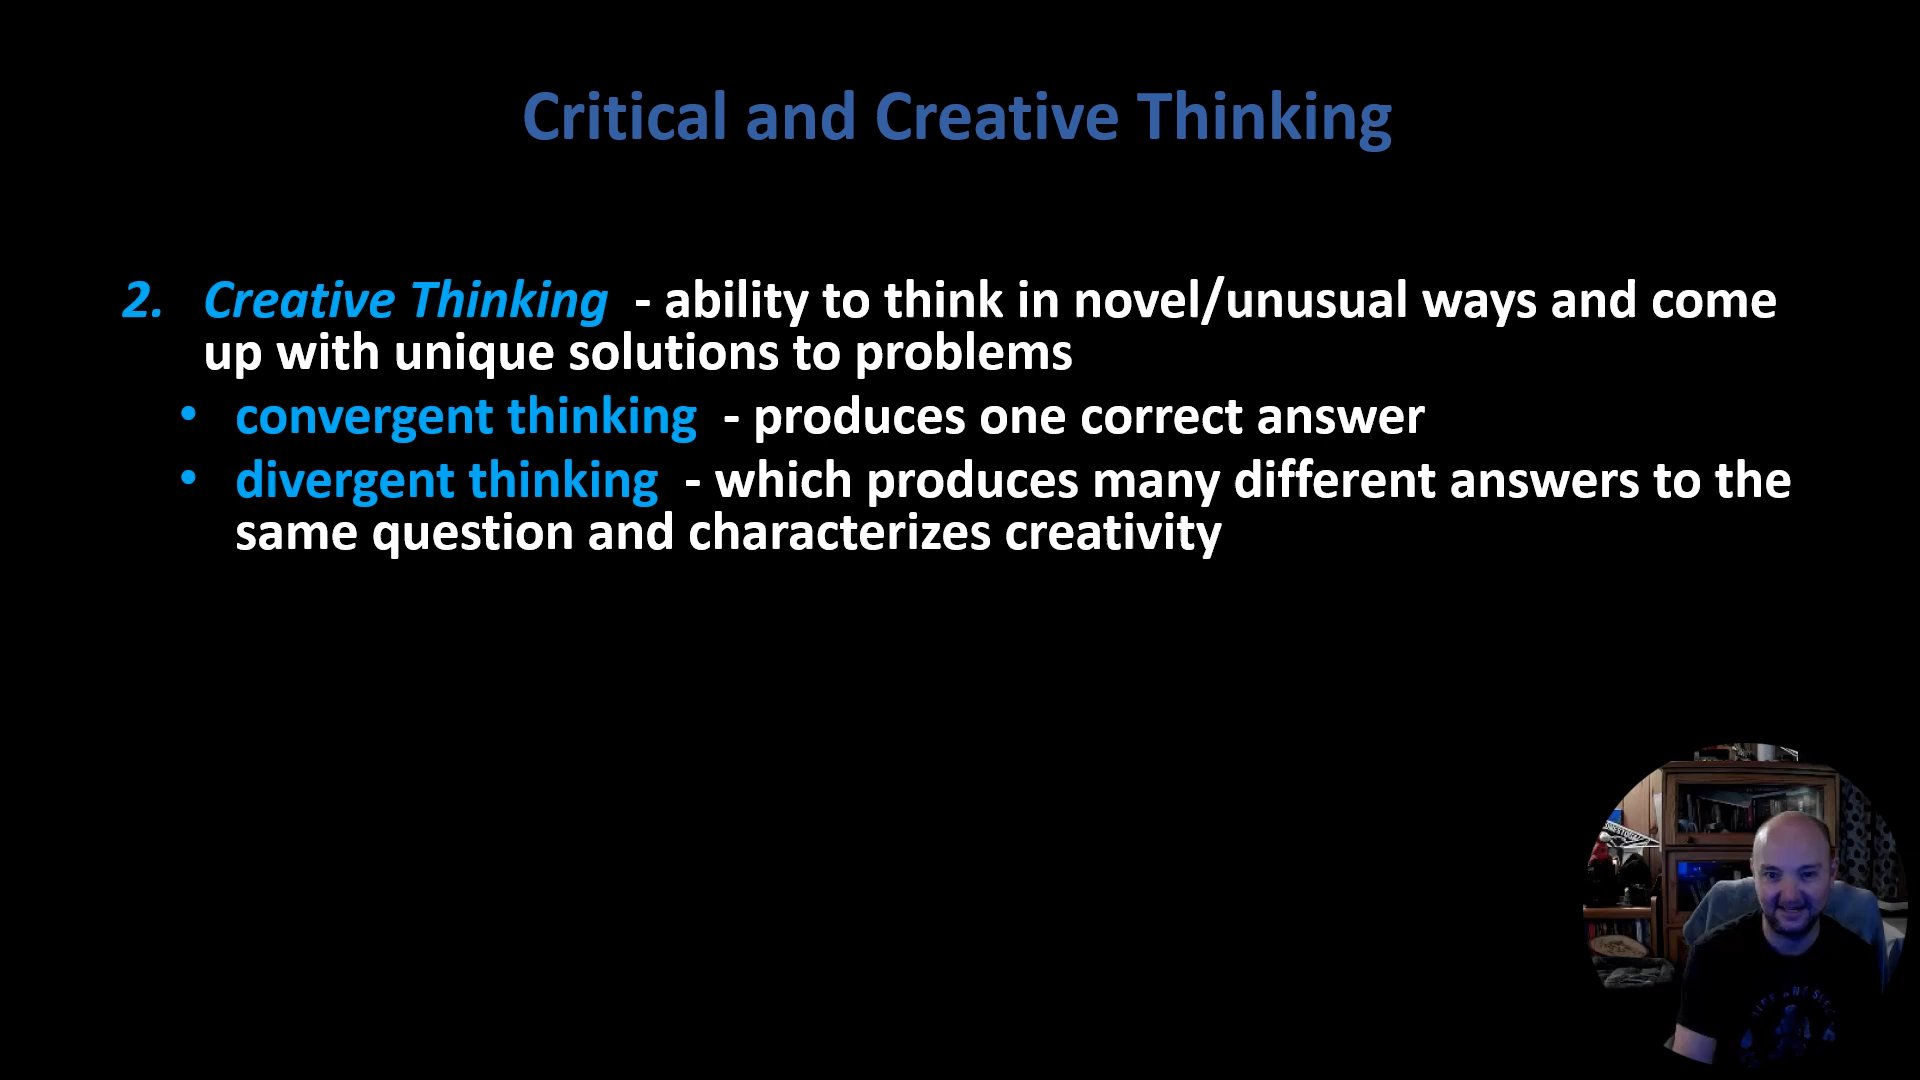 Critical and Creative Thinking
2. Creative Thinking - ability to think in novel/unusual ways and come
up with unique solutions to problems
• convergent thinking - produces one correct answer
• divergent thinking - which produces many different answers to the
same question and characterizes creativity